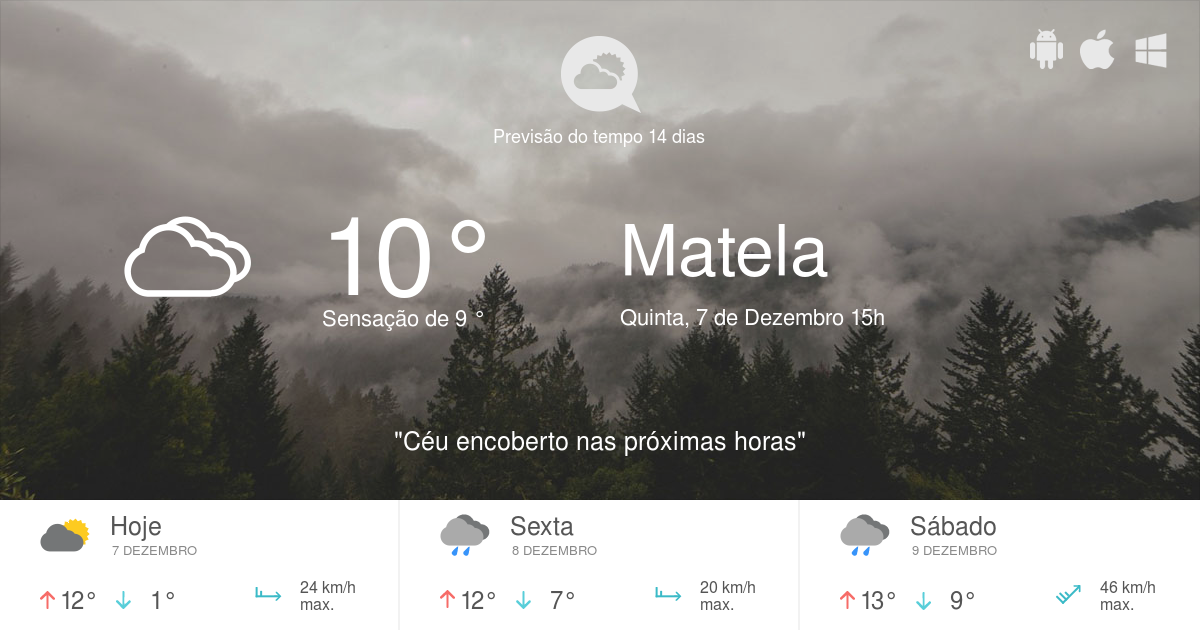 Previsão do tempo 14 dias
10°
Matela
Sensação de 9 °
Quinta, 7 de Dezembro 15h
"Céu encoberto nas próximas horas"
Hoje
7 DEZEMBRO
12° 1°
24 km/h
max.
Sexta
8 DEZEMBRO
12° 7°
20 km/h
max.
Sábado
9 DEZEMBRO
13° 9°
46 km/h
max.